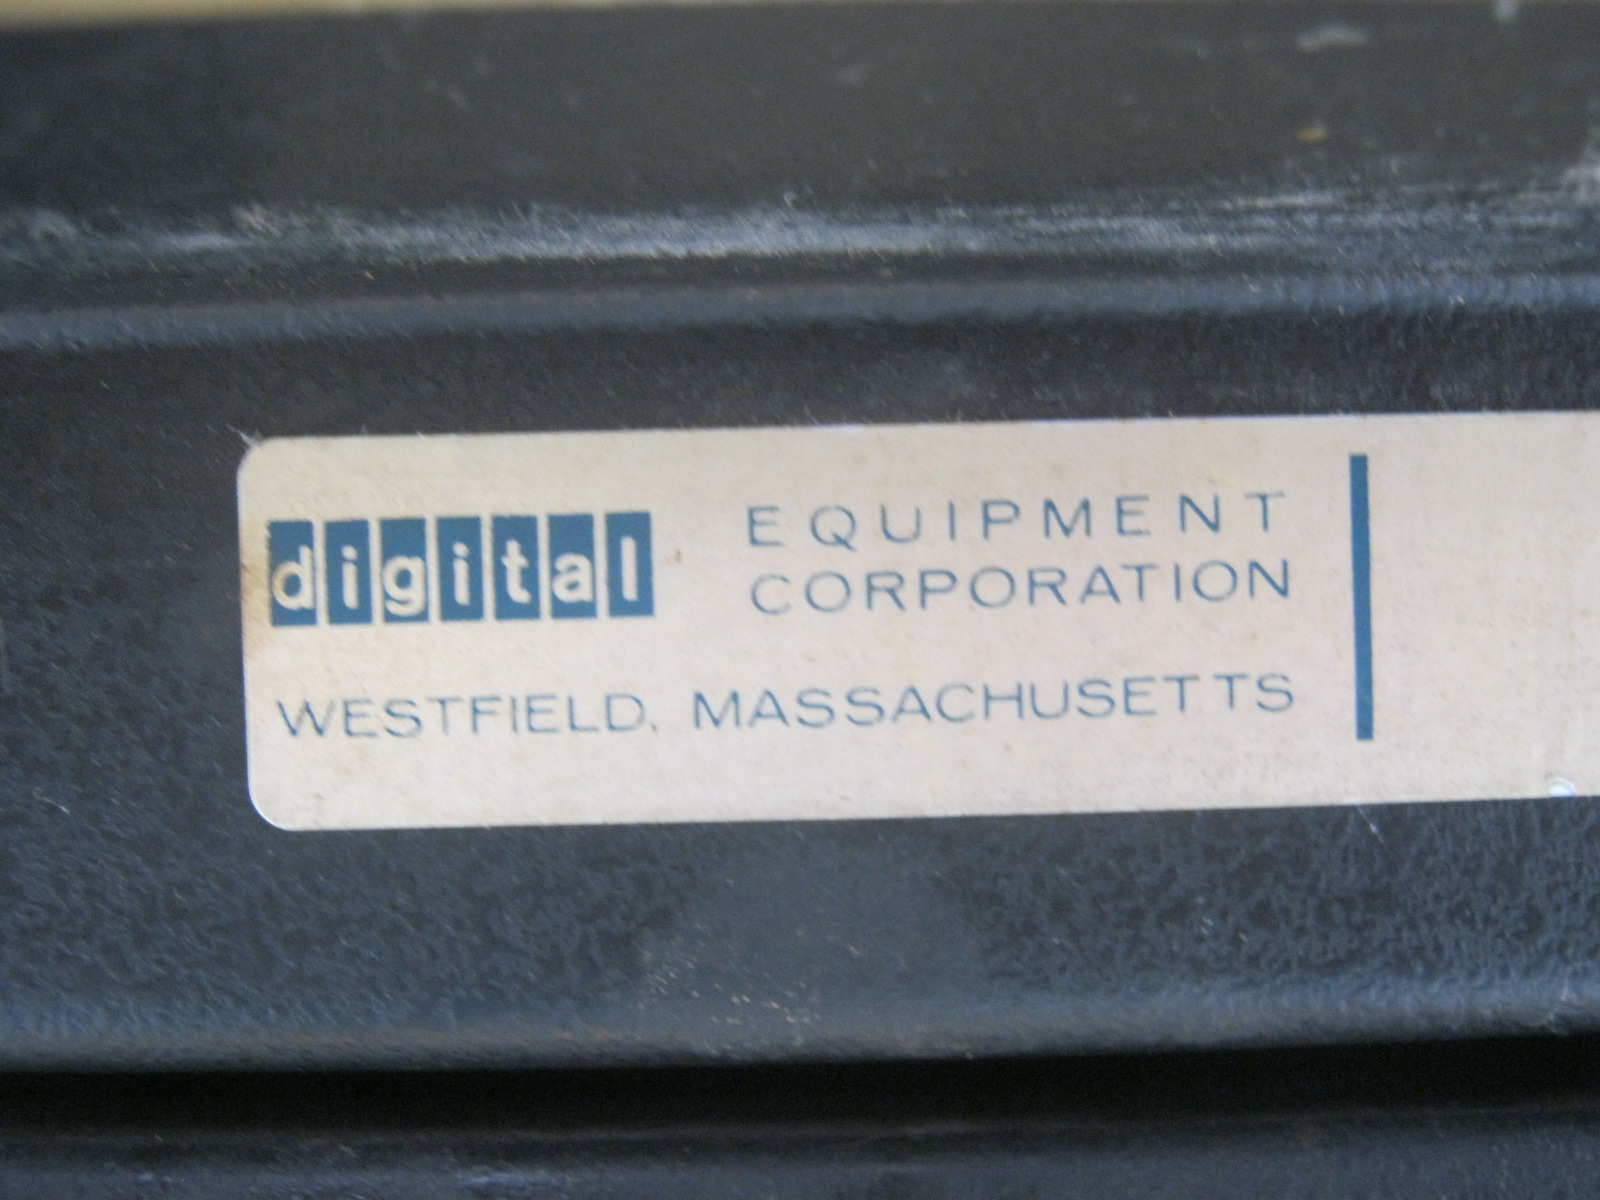 digital EQUIPMENT
CORPORATION
WESTFIELD, MASSACHUSETTS